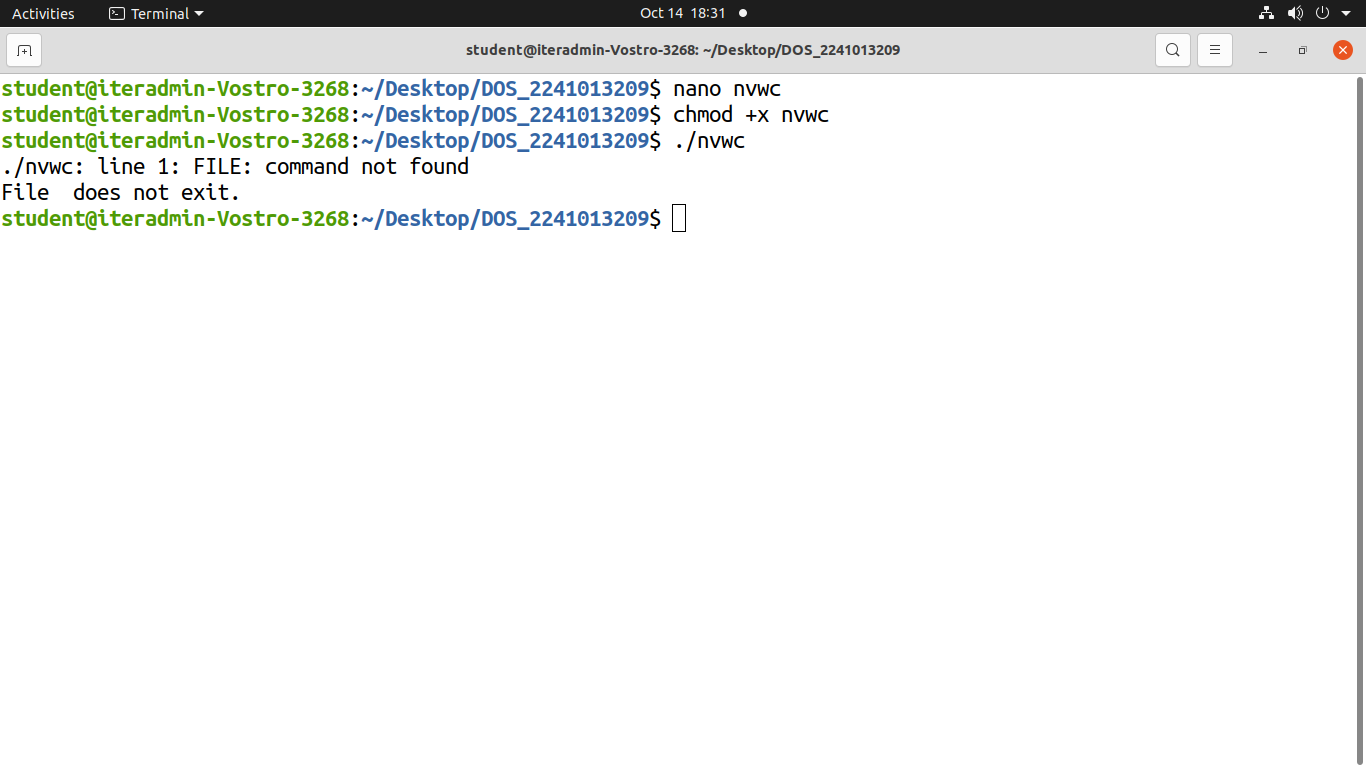 Activities Terminal Oct 14 18:31
student@iteradmin-Vostro-3268: ~/Desktop/DOS_2241013209
student@iteradmin-Vostro-3268:~/Desktop/DOS_2241013209$ nano nvwc
student@iteradmin-Vostro-3268:~/Desktop/DOS_2241013209$ chmod +x nvwc
student@iteradmin-Vostro-3268:~/Desktop/DOS_2241013209$ ./nvwc
./nvwc: line 1: FILE: command not found
File  does not exit.
student@iteradmin-Vostro-3268:~/Desktop/DOS_2241013209$